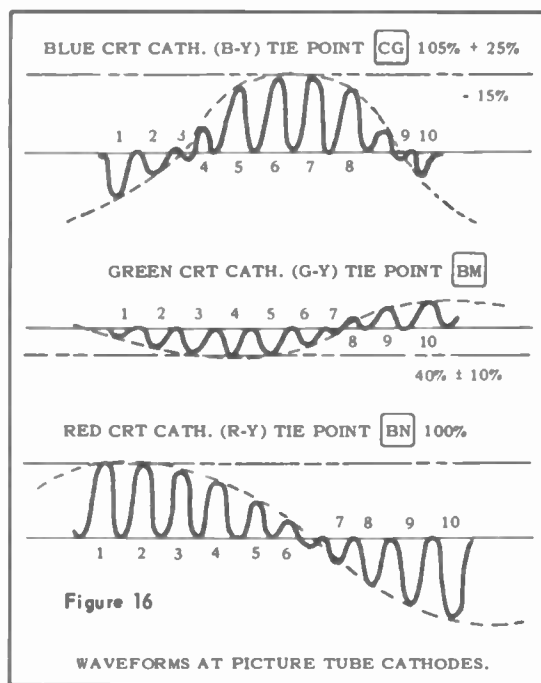 BLUE CRT CATH. (B-Y) TIE POINT CG 105% + 25%
- 15%
1 2 3 9 10
4 5 6 7 8
GREEN CRT CATH. (G-Y) TIE POINT BM
1 2 3 4 5 6 7
8 9 10
40% ± 10%
RED CRT CATH. (R-Y) TIE POINT BN 100%
7 8 9 10
1 2 3 4 5 6
Figure 16
WAVEFORMS AT PICTURE TUBE CATHODES.